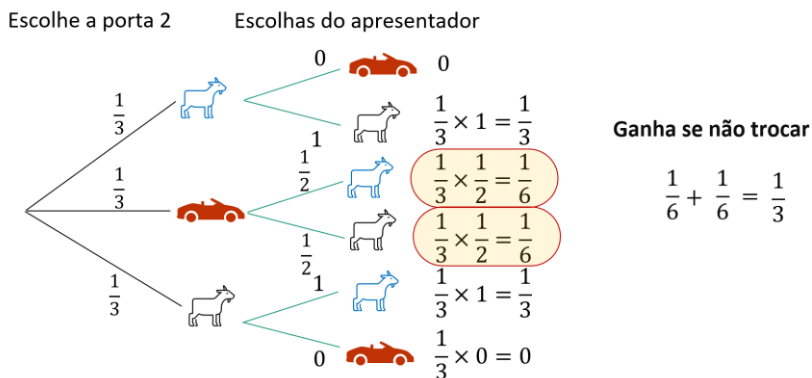 Escolhe a porta 2
Escolhas do apresentador
0
0
1/3
1
1/3 × 1 = 1/3
Ganha se não trocar
1/3
1/2
1/3 × 1/2 = 1/6
1/6 + 1/6 = 1/3
1/2
1/3 × 1/2 = 1/6
1/3
1
1/3 × 1 = 1/3
0
1/3 × 0 = 0